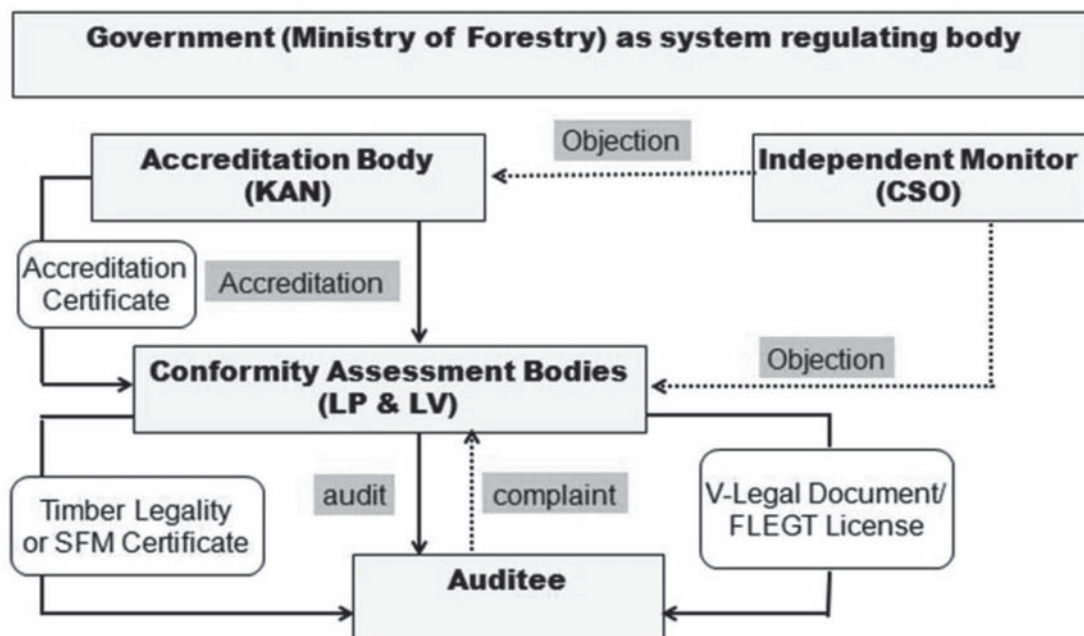 Government (Ministry of Forestry) as system regulating body
Objection
Accreditation Body
(KAN)
Independent Monitor
(CSO)
Accreditation
Certificate
Accreditation
Objection
Conformity Assessment Bodies
(LP & LV)
Timber Legality
or SFM Certificate
audit
complaint
V-Legal Document/
FLEGT License
Auditee